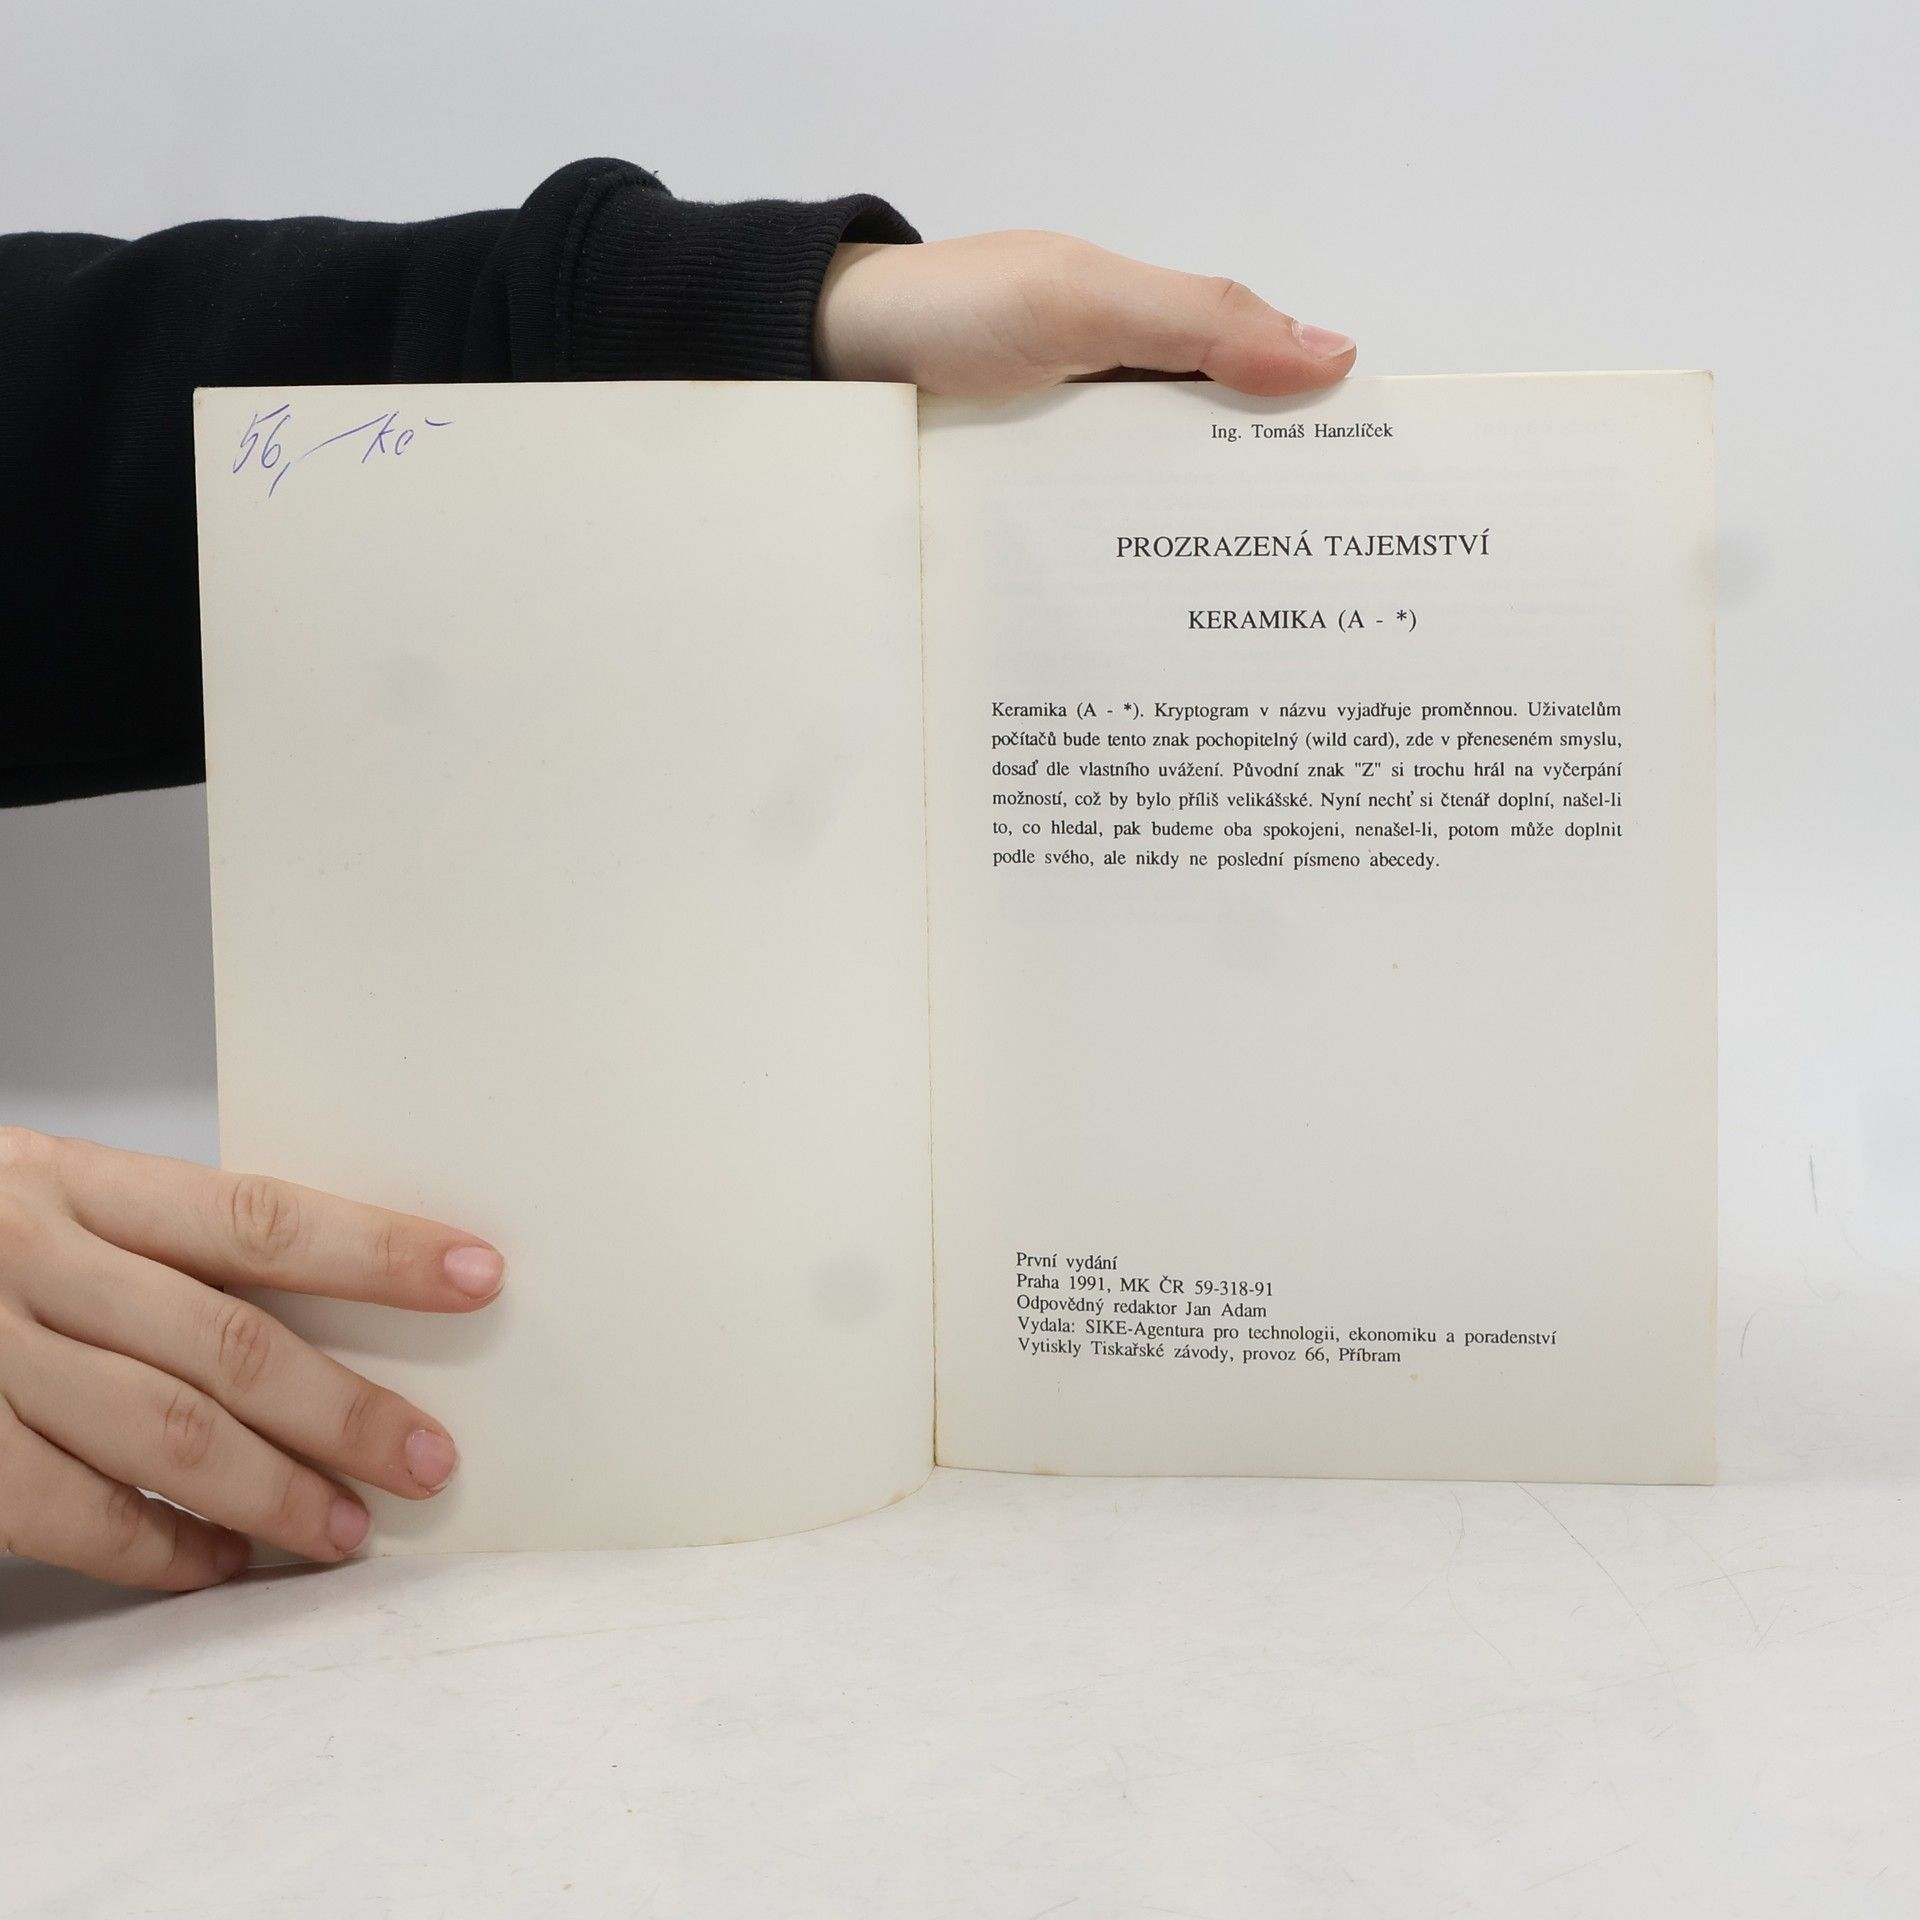 56,— Kč
Ing. Tomáš Hanzlíček
PROZRAZENÁ TAJEMSTVÍ
KERAMIKA (A - *)
Keramika (A - *). Kryptogram v názvu vyjadřuje proměnnou. Uživatelům
počítačů bude tento znak pochopitelný (wild card), zde v přeneseném smyslu,
dosaď dle vlastního uvážení. Původní znak "Z" si trochu hrál na vyčerpání
možností, což by bylo příliš velikášské. Nyní nechť si čtenář doplní, našel-li
to, co hledal, pak budeme oba spokojeni, nenašel-li, potom může doplnit
podle svého, ale nikdy ne poslední písmeno abecedy.
První vydání
Praha 1991, MK ČR 59-318-91
Odpovědný redaktor Jan Adam
Vydala: SIKE-Agentura pro technologii, ekonomiku a poradenství
Vytiskly Tiskařské závody, provoz 66, Příbram